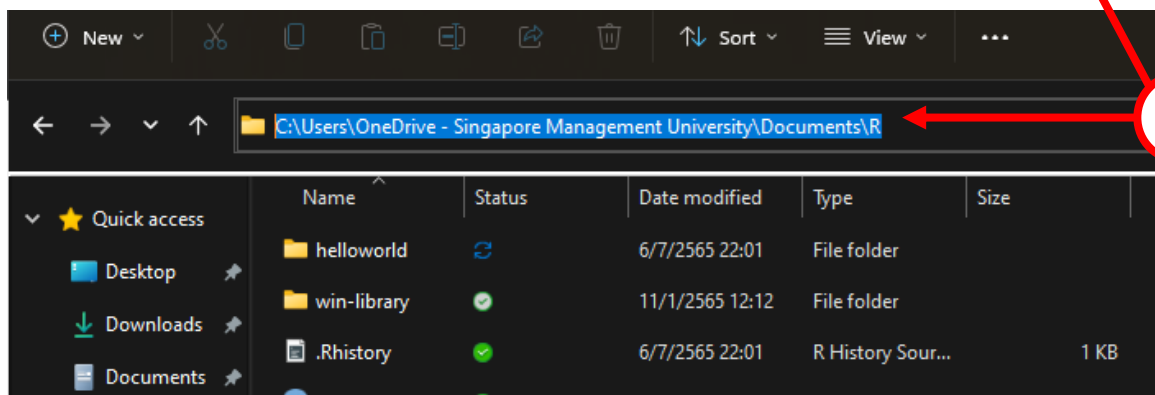 New Sort View
C:\Users\OneDrive - Singapore Management University\Documents\R
Name Status Date modified Type Size
Quick access
helloworld 6/7/2565 22:01 File folder
Desktop
win-library 11/1/2565 12:12 File folder
Downloads
.Rhistory 6/7/2565 22:01 R History Sour... 1 KB
Documents